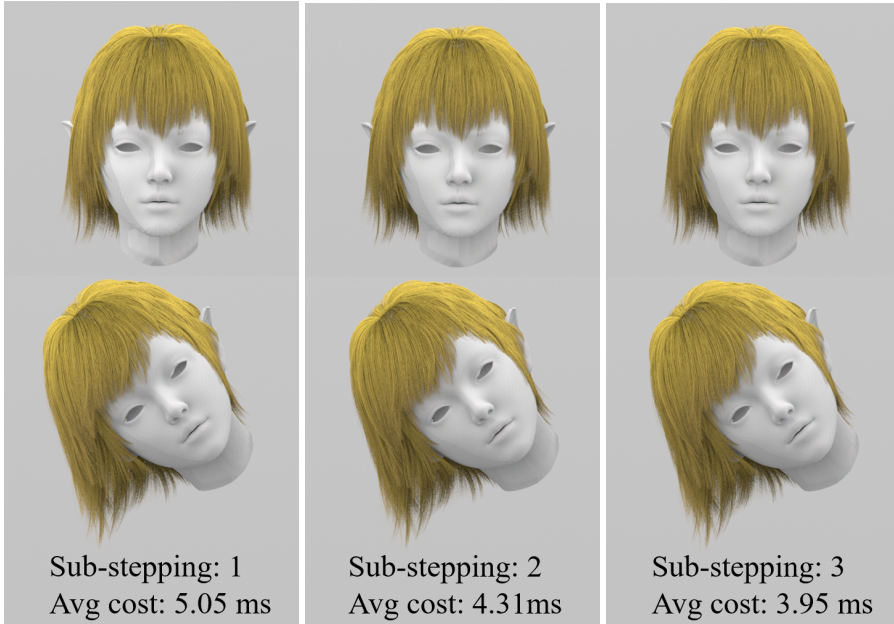 Sub-stepping: 1
Avg cost: 5.05 ms
Sub-stepping: 2
Avg cost: 4.31ms
Sub-stepping: 3
Avg cost: 3.95 ms